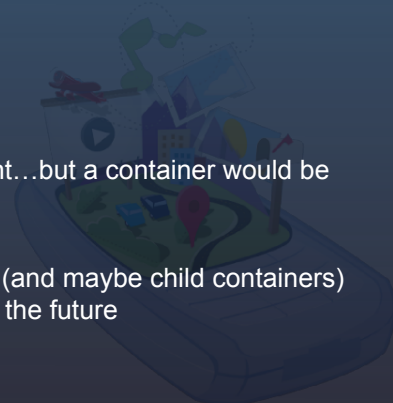 nt…but a container would be
(and maybe child containers)
the future